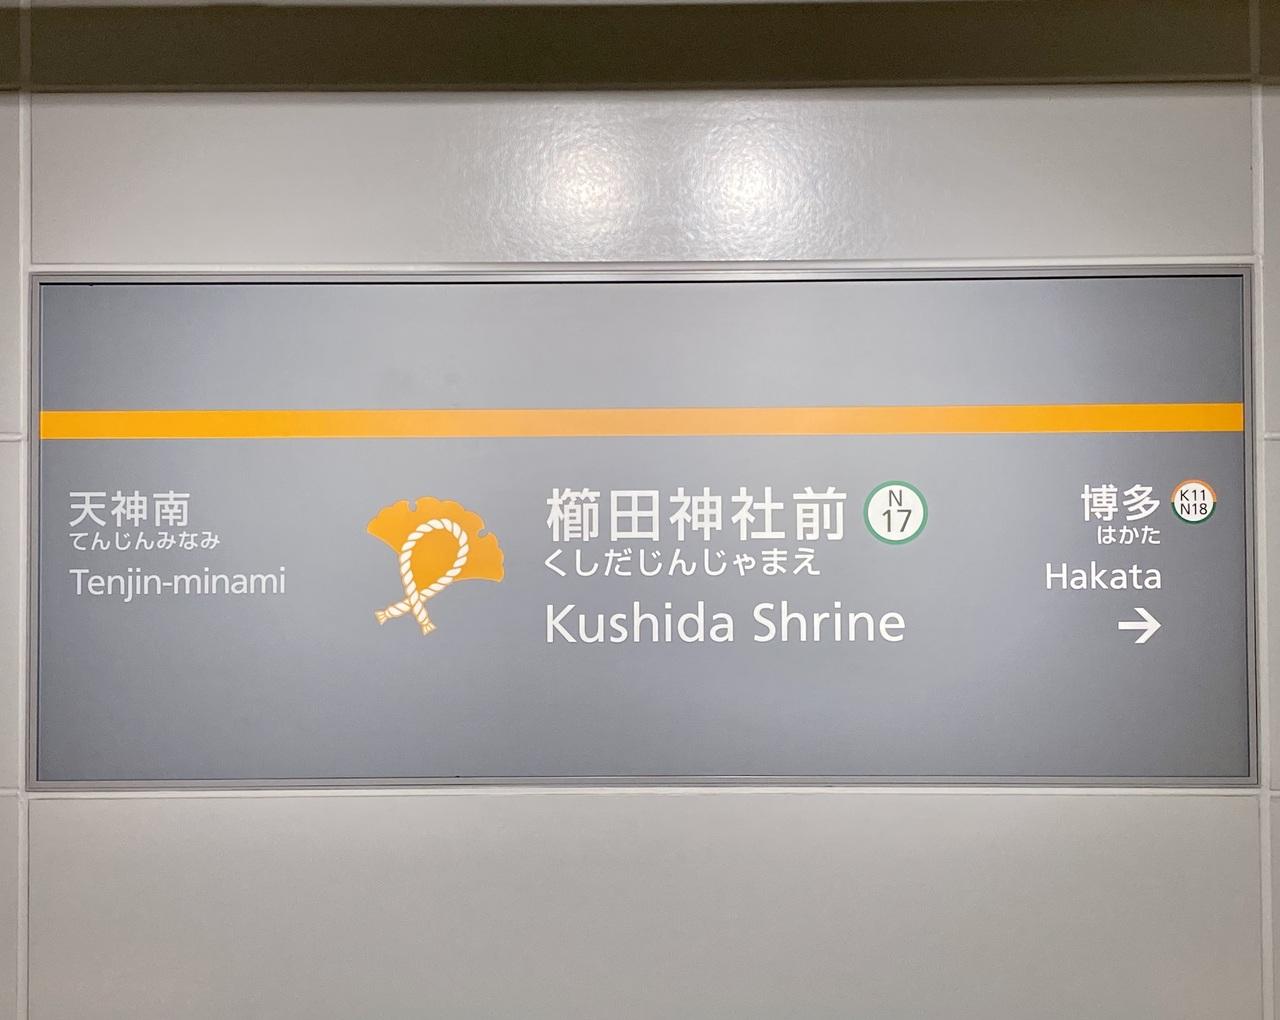 天神南
てんじんみなみ
Tenjin-minami
櫛田神社前
N
17
くしだじんじゃまえ
Kushida Shrine
博多
K11
N18
はかた
Hakata
→